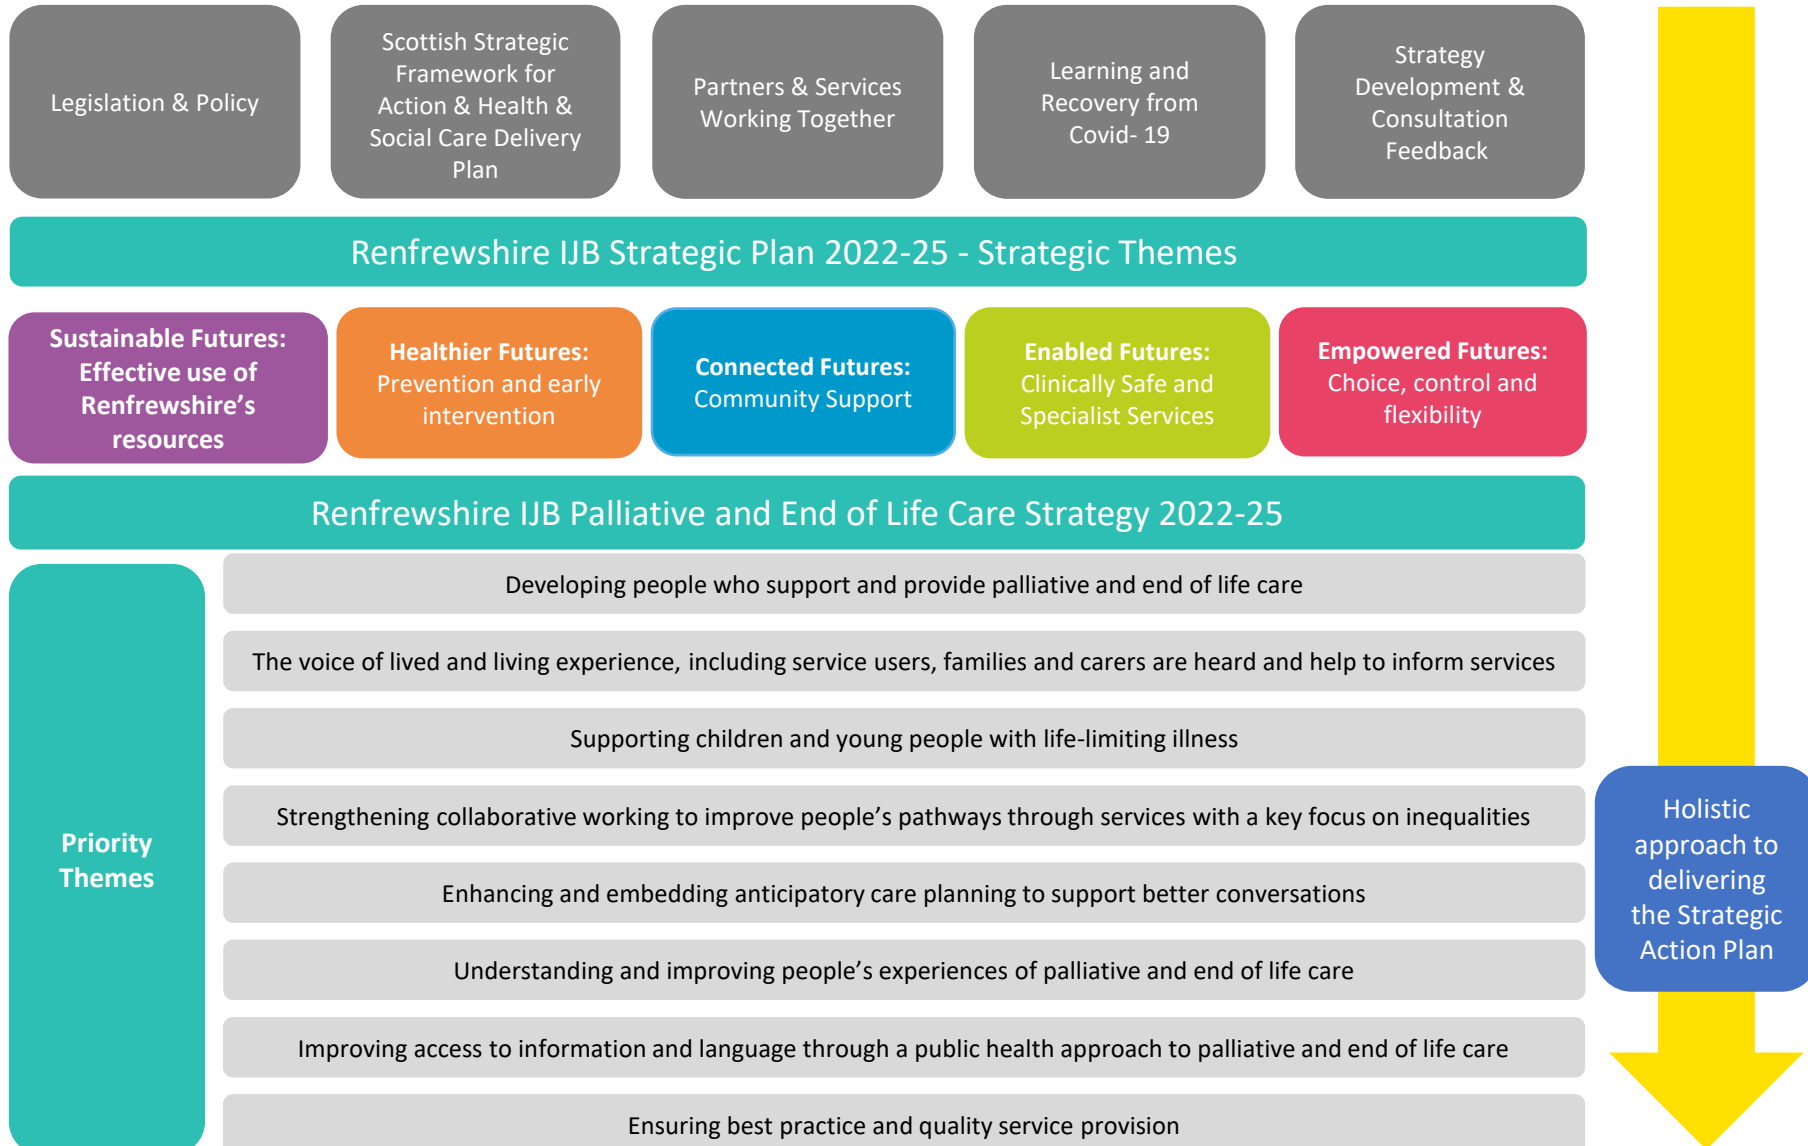 Legislation & Policy
Scottish Strategic
Framework for
Action & Health &
Social Care Delivery
Plan
Partners & Services
Working Together
Learning and
Recovery from
Covid- 19
Strategy
Development &
Consultation
Feedback
Renfrewshire IJB Strategic Plan 2022-25 - Strategic Themes
Sustainable Futures:
Effective use of
Renfrewshire’s
resources
Healthier Futures:
Prevention and early
intervention
Connected Futures:
Community Support
Enabled Futures:
Clinically Safe and
Specialist Services
Empowered Futures:
Choice, control and
flexibility
Renfrewshire IJB Palliative and End of Life Care Strategy 2022-25
Priority
Themes
Developing people who support and provide palliative and end of life care
The voice of lived and living experience, including service users, families and carers are heard and help to inform services
Supporting children and young people with life-limiting illness
Strengthening collaborative working to improve people’s pathways through services with a key focus on inequalities
Enhancing and embedding anticipatory care planning to support better conversations
Understanding and improving people’s experiences of palliative and end of life care
Improving access to information and language through a public health approach to palliative and end of life care
Ensuring best practice and quality service provision
Holistic
approach to
delivering
the Strategic
Action Plan